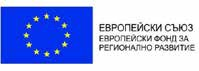 ЕВРОПЕЙСКИ СЪЮЗ
ЕВРОПЕЙСКИ ФОНД ЗА
РЕГИОНАЛНО РАЗВИТИЕ